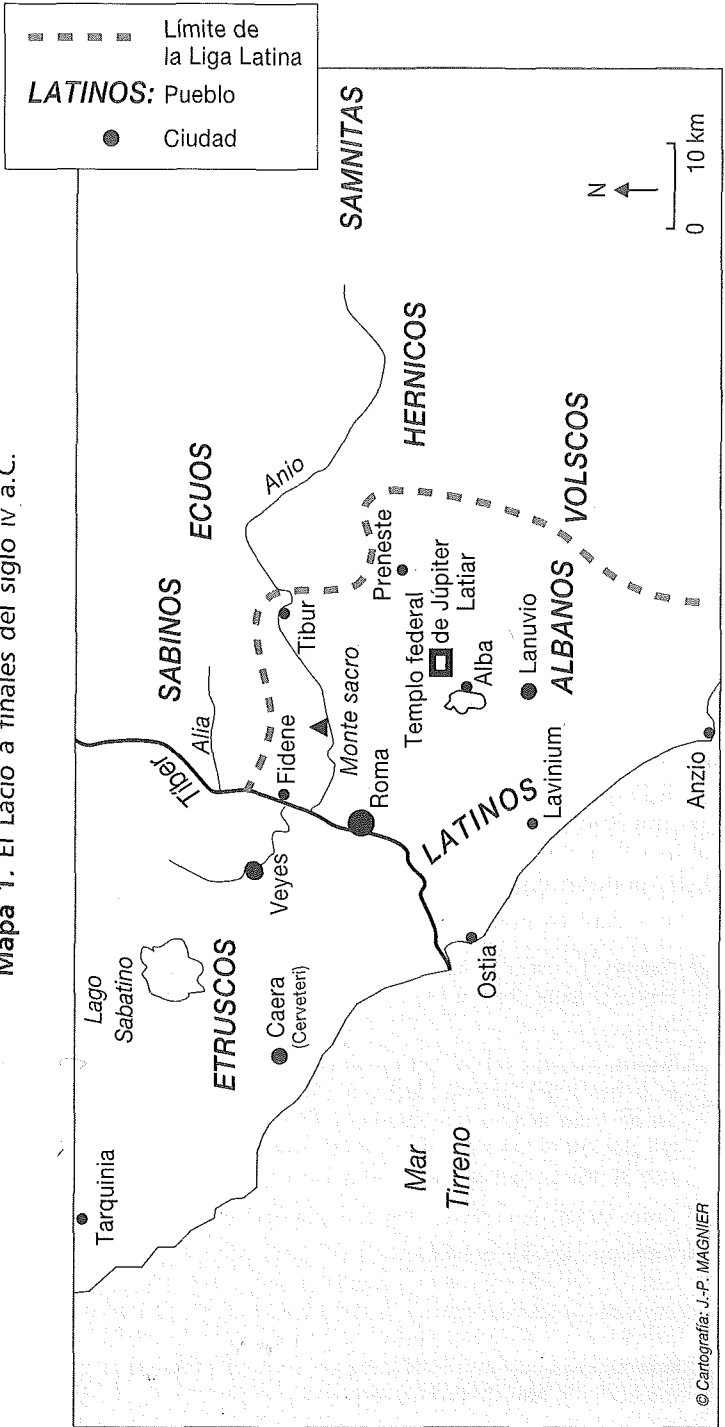 Mapa 1. El Lacio a finales del siglo IV a.C.
Límite de
la Liga Latina
LATINOS: Pueblo
Ciudad
Tarquinia
Lago
Sabatino
ETRUSCOS
Caera
(Cerveteri)
Veyes
Tíber
Alia
SABINOS
ECUOS
Fidene
Anio
Tibur
Monte sacro
Roma
Preneste
HERNICOS
SAMNITAS
Templo federal
de Júpiter
Latiar
Alba
LATINOS
Lanuvio
ALBANOS
VOLSCOS
Lavinium
Ostia
Anzio
Mar
Tirreno
N
0 10 km
© Cartografía: J.-P. MAGNIER